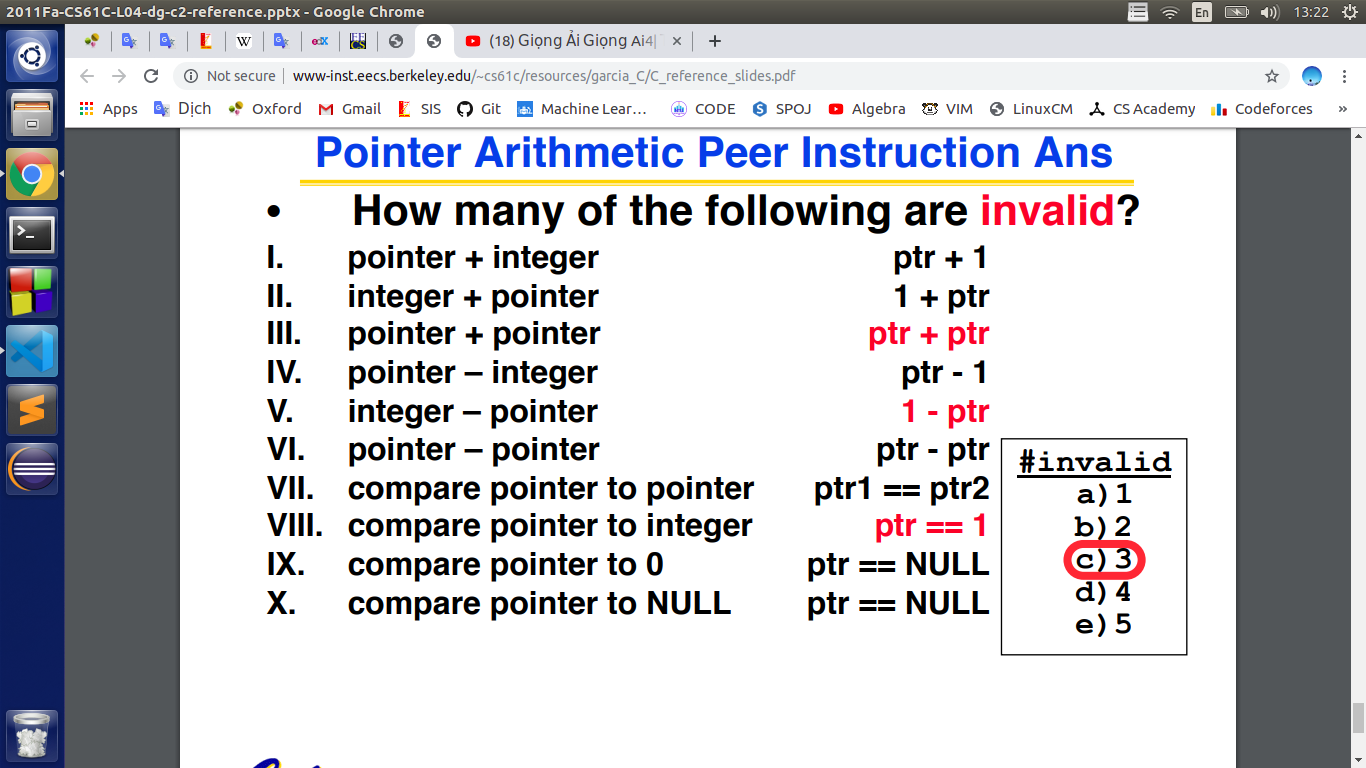 2011Fa-CS61C-L04-dg-c2-reference.pptx - Google Chrome
En
13:22
W
edX
EE
CS
(18) Giọng Ải Giọng Ai4|
Not secure
www-inst.eecs.berkeley.edu/~cs61c/resources/garcia_C/C_reference_slides.pdf
Apps
Dịch
Oxford
Gmail
SIS
Git
Machine Lear...
CODE
SPOJ
Algebra
VIM
LinuxCM
CS Academy
Codeforces
»
Pointer Arithmetic Peer Instruction Ans
• How many of the following are invalid?
I. pointer + integer ptr + 1
II. integer + pointer 1 + ptr
III. pointer + pointer ptr + ptr
IV. pointer – integer ptr - 1
V. integer – pointer 1 - ptr
VI. pointer – pointer ptr - ptr
VII. compare pointer to pointer ptr1 == ptr2
VIII. compare pointer to integer ptr == 1
IX. compare pointer to 0 ptr == NULL
X. compare pointer to NULL ptr == NULL
#invalid
a)1
b)2
c)3
d)4
e)5